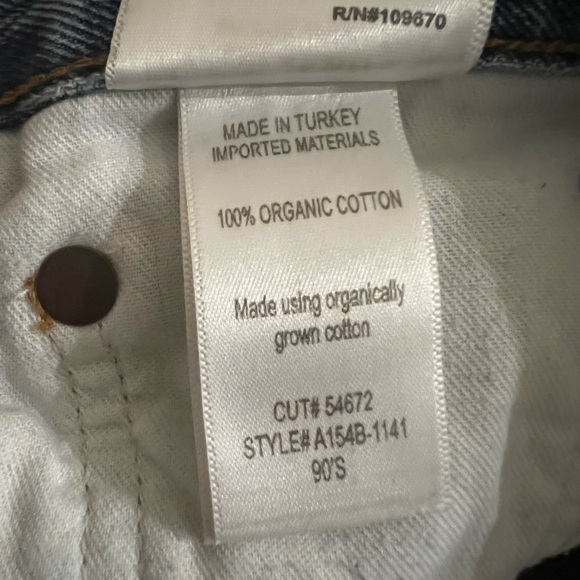 R/N#109670
MADE IN TURKEY
IMPORTED MATERIALS
100% ORGANIC COTTON
Made using organically
grown cotton
CUT# 54672
STYLE# A154B-1141
90'S